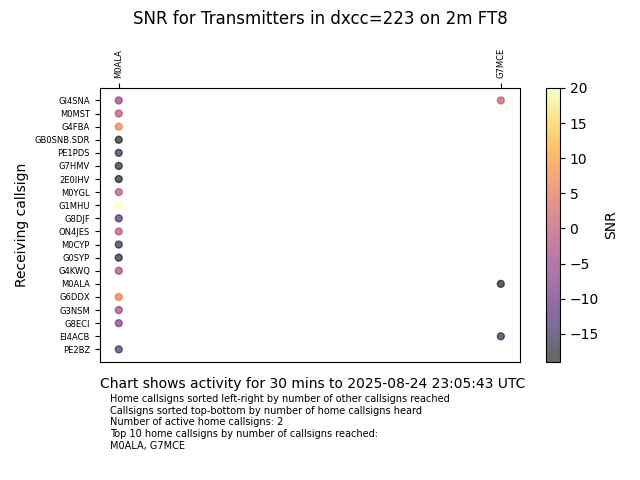 SNR for Transmitters in dxcc=223 on 2m FT8
M0ALA
G7MCE
GI4SNA
M0MST
G4FBA
GB0SNB.SDR
PE1PDS
G7HMV
2E0IHV
M0YGL
G1MHU
G8DJF
ON4JES
M0CYP
G0SYP
G4KWQ
M0ALA
G6DDX
G3NSM
G8ECI
EI4ACB
PE2BZ
Receiving callsign
20
15
10
5
0
−5
−10
−15
SNR
Chart shows activity for 30 mins to 2025-08-24 23:05:43 UTC
Home callsigns sorted left-right by number of other callsigns reached
Callsigns sorted top-bottom by number of home callsigns heard
Number of active home callsigns: 2
Top 10 home callsigns by number of callsigns reached:
M0ALA, G7MCE